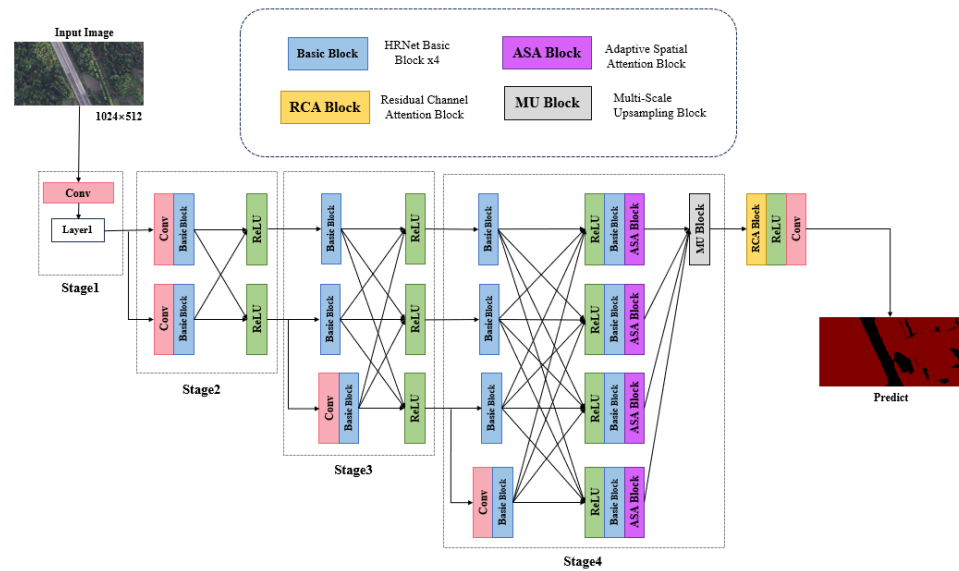 Input Image
1024×512
Basic Block
HRNet Basic
Block x4
ASA Block
Adaptive Spatial
Attention Block
RCA Block
Residual Channel
Attention Block
MU Block
Multi-Scale
Upsampling Block
Conv
Layer1
Stage1
Conv
Basic Block
ReLU
Conv
Basic Block
ReLU
Stage2
Basic Block
ReLU
Basic Block
ReLU
Conv
Basic Block
ReLU
Stage3
Basic Block
ReLU
Basic Block
ASA Block
Basic Block
ReLU
Basic Block
ASA Block
Basic Block
ReLU
Basic Block
ASA Block
Conv
Basic Block
ReLU
Basic Block
ASA Block
MU Block
Stage4
RCA Block
ReLU
Conv
Predict